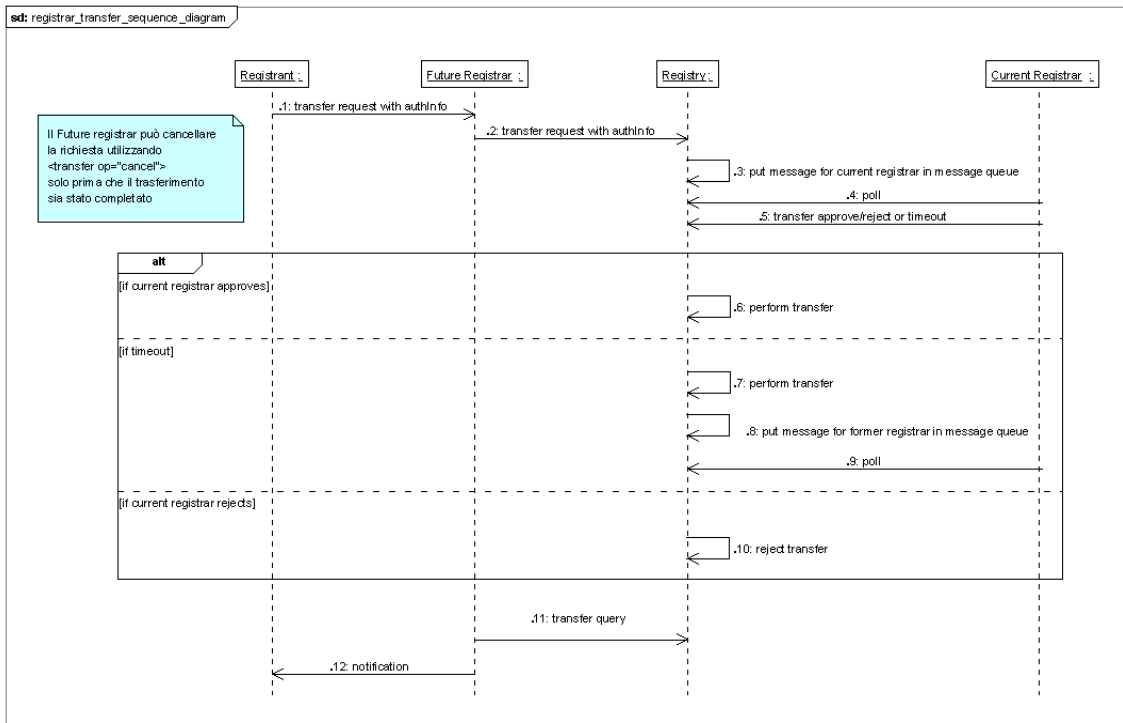 sd: registrar_transfer_sequence_diagram
Registrant :
Future Registrar :
Registry :
Current Registrar :
.1: transfer request with authInfo
Il Future registrar può cancellare
la richiesta utilizzando
<transfer op="cancel">
solo prima che il trasferimento
sia stato completato
.2: transfer request with authInfo
.3: put message for current registrar in message queue
.4: poll
.5: transfer approve/reject or timeout
alt
[if current registrar approves]
.6: perform transfer
[if timeout]
.7: perform transfer
.8: put message for former registrar in message queue
.9: poll
[if current registrar rejects]
.10: reject transfer
.11: transfer query
.12: notification